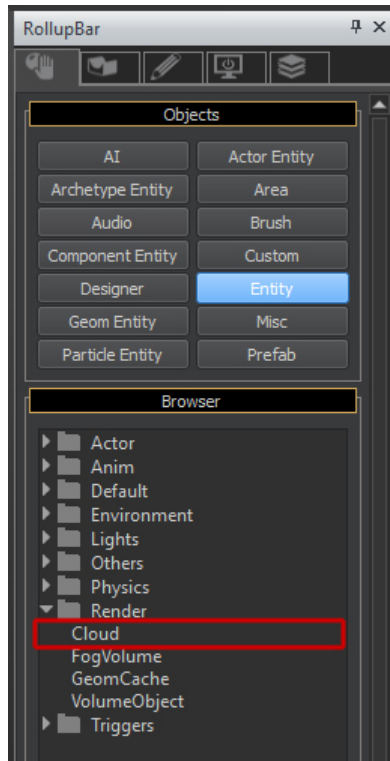 RollupBar
Objects
AI
Actor Entity
Archetype Entity
Area
Audio
Brush
Component Entity
Custom
Designer
Entity
Geom Entity
Misc
Particle Entity
Prefab
Browser
Actor
Anim
Default
Environment
Lights
Others
Physics
Render
Cloud
FogVolume
GeomCache
VolumeObject
Triggers